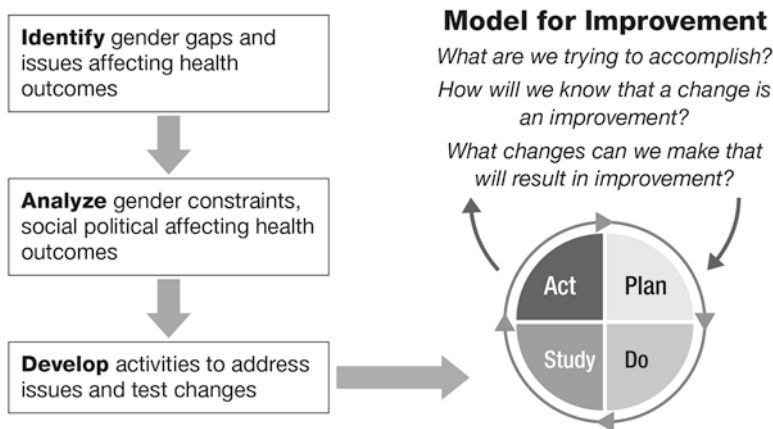 Identify gender gaps and
issues affecting health
outcomes
Analyze gender constraints,
social political affecting health
outcomes
Develop activities to address
issues and test changes
Model for Improvement
What are we trying to accomplish?
How will we know that a change is
an improvement?
What changes can we make that
will result in improvement?
Act
Plan
Study
Do